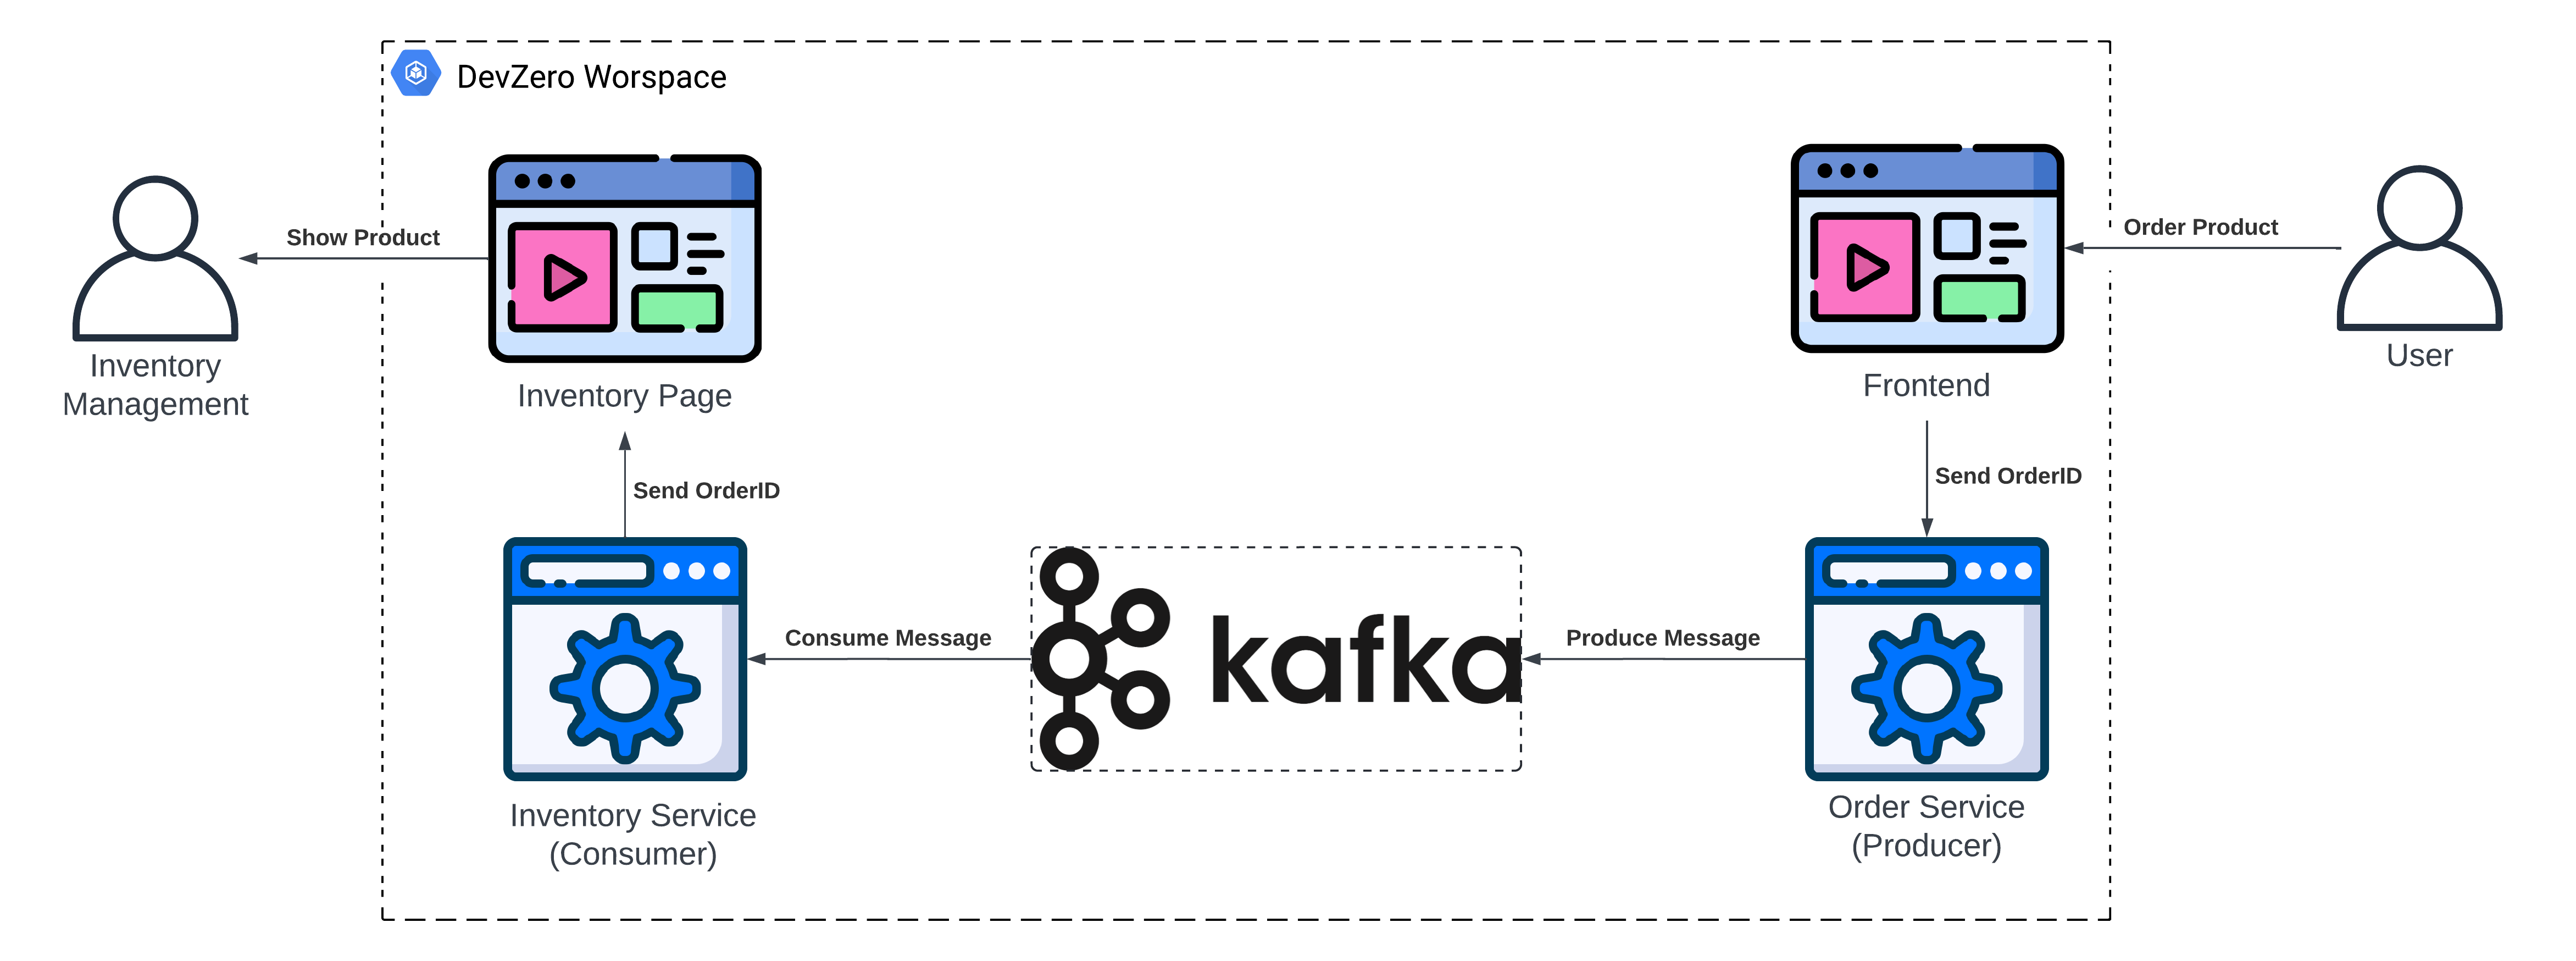 DevZero Worspace
Show Product
Order Product
Inventory
Management
Inventory Page
Frontend
User
Send OrderID
Send OrderID
Consume Message
kafka
Produce Message
Inventory Service
(Consumer)
Order Service
(Producer)